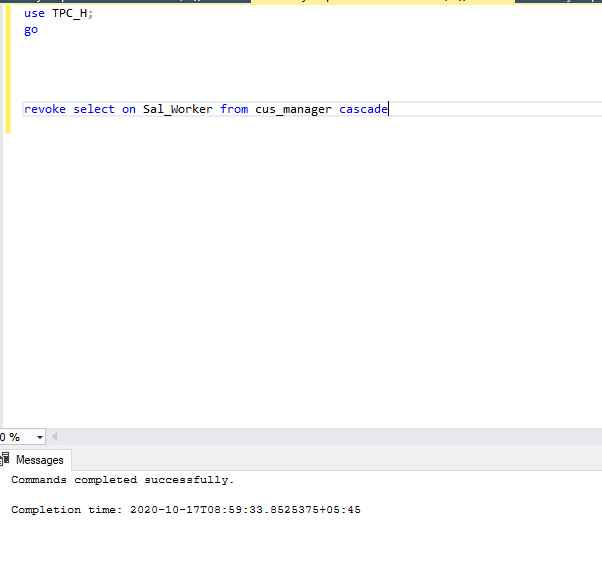 use TPC_H;
go
revoke select on Sal_Worker from cus_manager cascade
0 %
Messages
Commands completed successfully.
Completion time: 2020-10-17T08:59:33.8525375+05:45